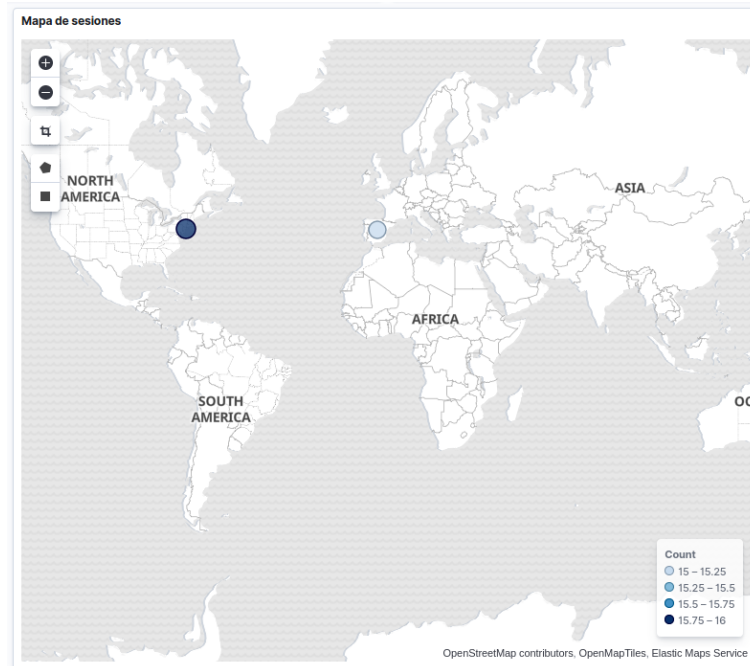 Mapa de sesiones
NORTH
AMERICA
ASIA
AFRICA
SOUTH
AMERICA
OC
Count
15 – 15.25
15.25 – 15.5
15.5 – 15.75
15.75 – 16
OpenStreetMap contributors, OpenMapTiles, Elastic Maps Service